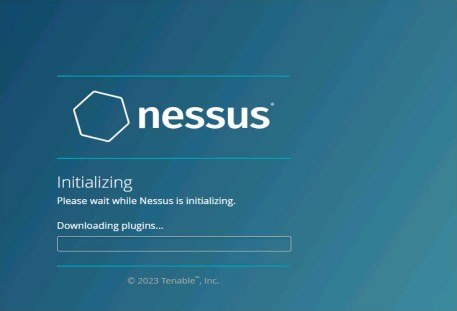 nessus®
Initializing
Please wait while Nessus is initializing.
Downloading plugins...
© 2023 Tenable™, Inc.